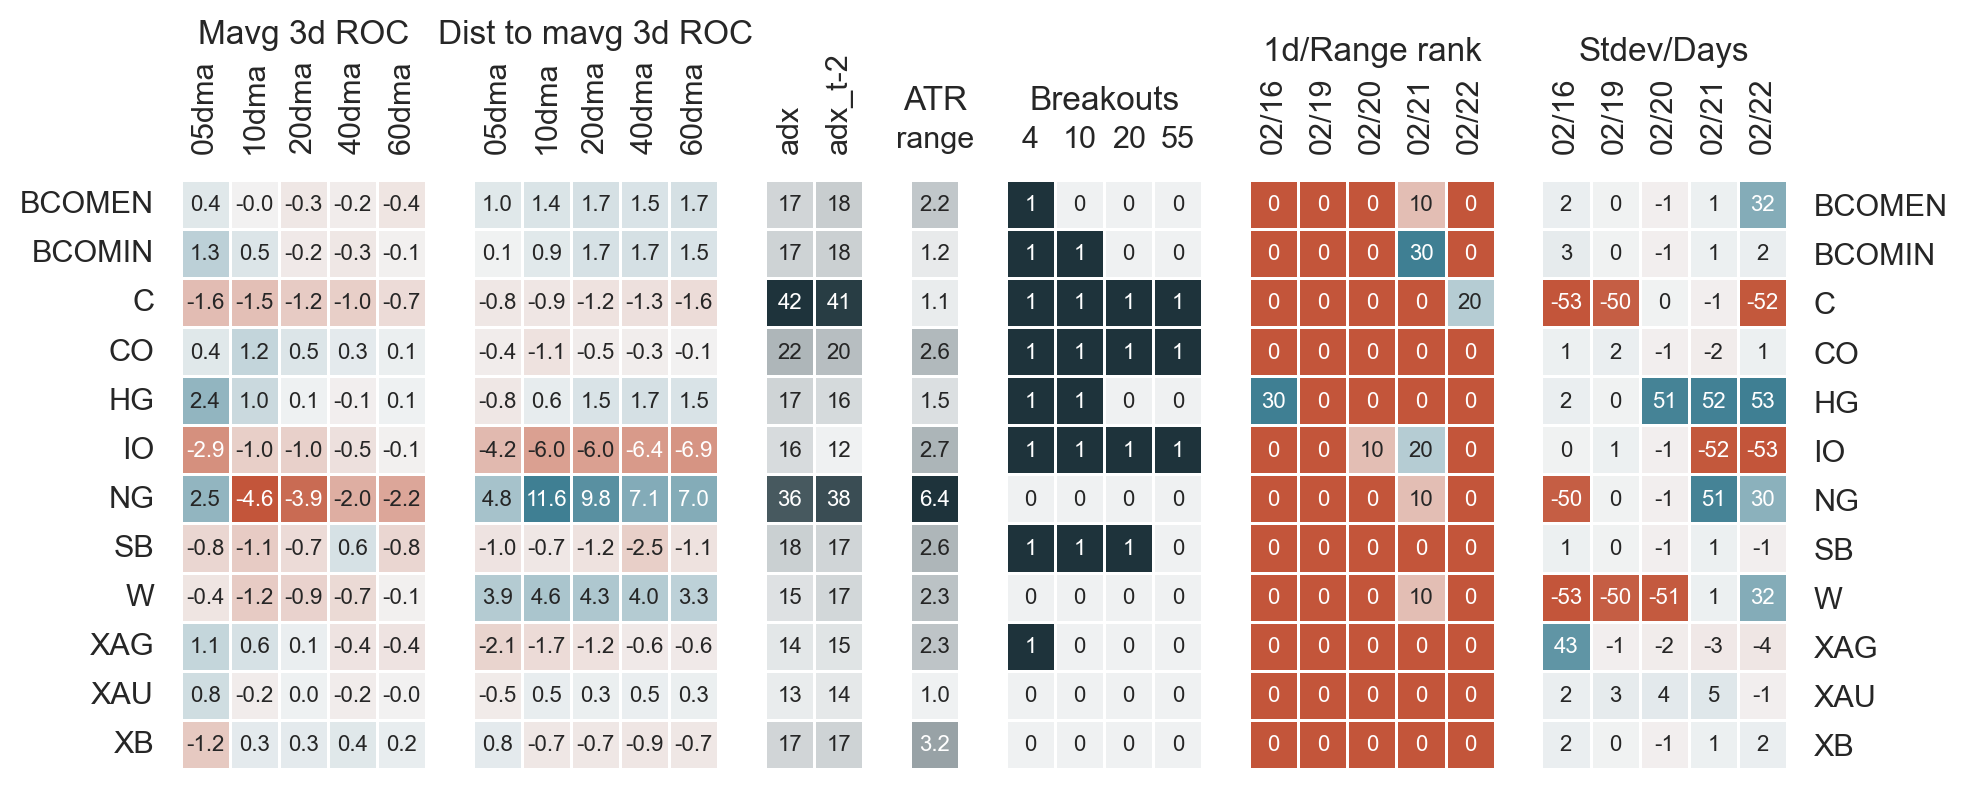 Mavg 3d ROC Dist to mavg 3d ROC 1d/Range rank Stdev/Days
ATR Breakouts
05dma 10dma 20dma 40dma 60dma 05dma 10dma 20dma 40dma 60dma adx adx_t-2 range 4 10 20 55 02/16 02/19 02/20 02/21 02/22 02/16 02/19 02/20 02/21 02/22
BCOMEN 0.4 -0.0 -0.3 -0.2 -0.4 1.0 1.4 1.7 1.5 1.7 17 18 2.2 1 0 0 0 0 0 0 10 0 2 0 -1 1 32 BCOMEN
BCOMIN 1.3 0.5 -0.2 -0.3 -0.1 0.1 0.9 1.7 1.7 1.5 17 18 1.2 1 1 0 0 0 0 0 30 0 3 0 -1 1 2 BCOMIN
C -1.6 -1.5 -1.2 -1.0 -0.7 -0.8 -0.9 -1.2 -1.3 -1.6 42 41 1.1 1 1 1 1 0 0 0 0 20 -53 -50 0 -1 -52 C
CO 0.4 1.2 0.5 0.3 0.1 -0.4 -1.1 -0.5 -0.3 -0.1 22 20 2.6 1 1 1 1 0 0 0 0 0 1 2 -1 -2 1 CO
HG 2.4 1.0 0.1 -0.1 0.1 -0.8 0.6 1.5 1.7 1.5 17 16 1.5 1 1 0 0 30 0 0 0 0 2 0 51 52 53 HG
IO -2.9 -1.0 -1.0 -0.5 -0.1 -4.2 -6.0 -6.0 -6.4 -6.9 16 12 2.7 1 1 1 1 0 0 10 20 0 0 1 -1 -52 -53 IO
NG 2.5 -4.6 -3.9 -2.0 -2.2 4.8 11.6 9.8 7.1 7.0 36 38 6.4 0 0 0 0 0 0 0 10 0 -50 0 -1 51 30 NG
SB -0.8 -1.1 -0.7 0.6 -0.8 -1.0 -0.7 -1.2 -2.5 -1.1 18 17 2.6 1 1 1 0 0 0 0 0 0 1 0 -1 1 -1 SB
W -0.4 -1.2 -0.9 -0.7 -0.1 3.9 4.6 4.3 4.0 3.3 15 17 2.3 0 0 0 0 0 0 0 10 0 -53 -50 -51 1 32 W
XAG 1.1 0.6 0.1 -0.4 -0.4 -2.1 -1.7 -1.2 -0.6 -0.6 14 15 2.3 1 0 0 0 0 0 0 0 0 43 -1 -2 -3 -4 XAG
XAU 0.8 -0.2 0.0 -0.2 -0.0 -0.5 0.5 0.3 0.5 0.3 13 14 1.0 0 0 0 0 0 0 0 0 0 2 3 4 5 -1 XAU
XB -1.2 0.3 0.3 0.4 0.2 0.8 -0.7 -0.7 -0.9 -0.7 17 17 3.2 0 0 0 0 0 0 0 0 0 2 0 -1 1 2 XB